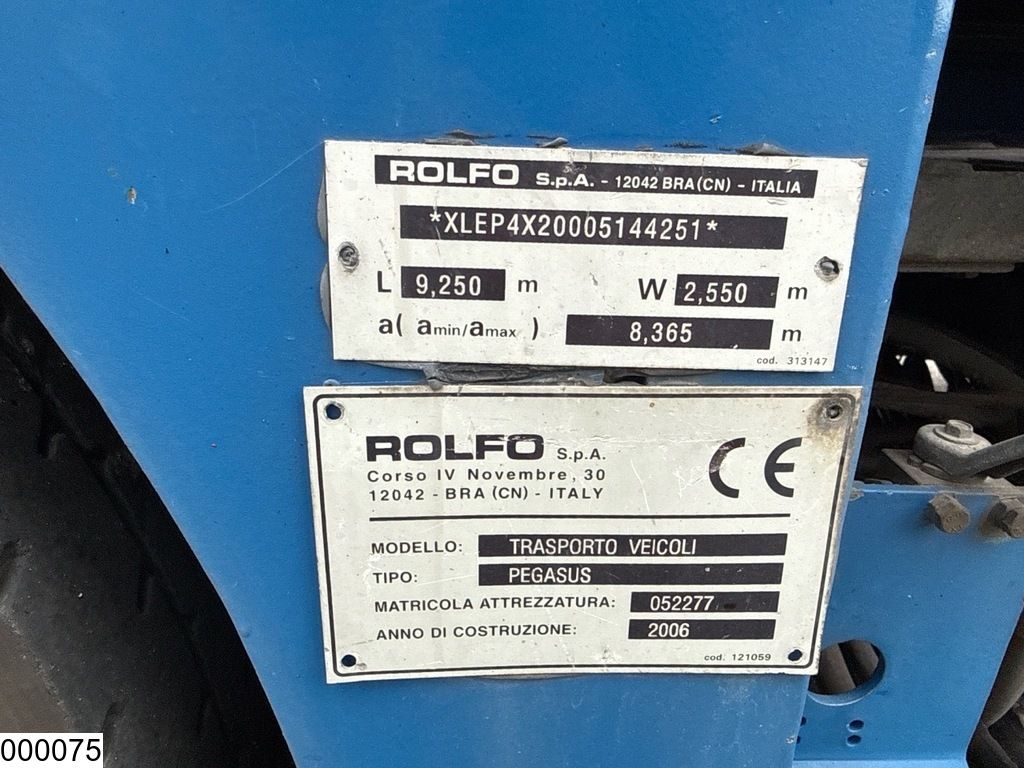 ROLFO S.p.A. - 12042 BRA(CN) - ITALIA
*XLEP4X20005144251*
L 9,250 m W 2,550 m
a( amin/amax ) 8,365 m
cod. 313147
ROLFO S.p.A.
Corso IV Novembre, 30
12042 - BRA (CN) - ITALY
CE
MODELLO: TRASPORTO VEICOLI
TIPO: PEGASUS
MATRICOLA ATTREZZATURA: 052277
ANNO DI COSTRUZIONE: 2006
cod. 121059
000075